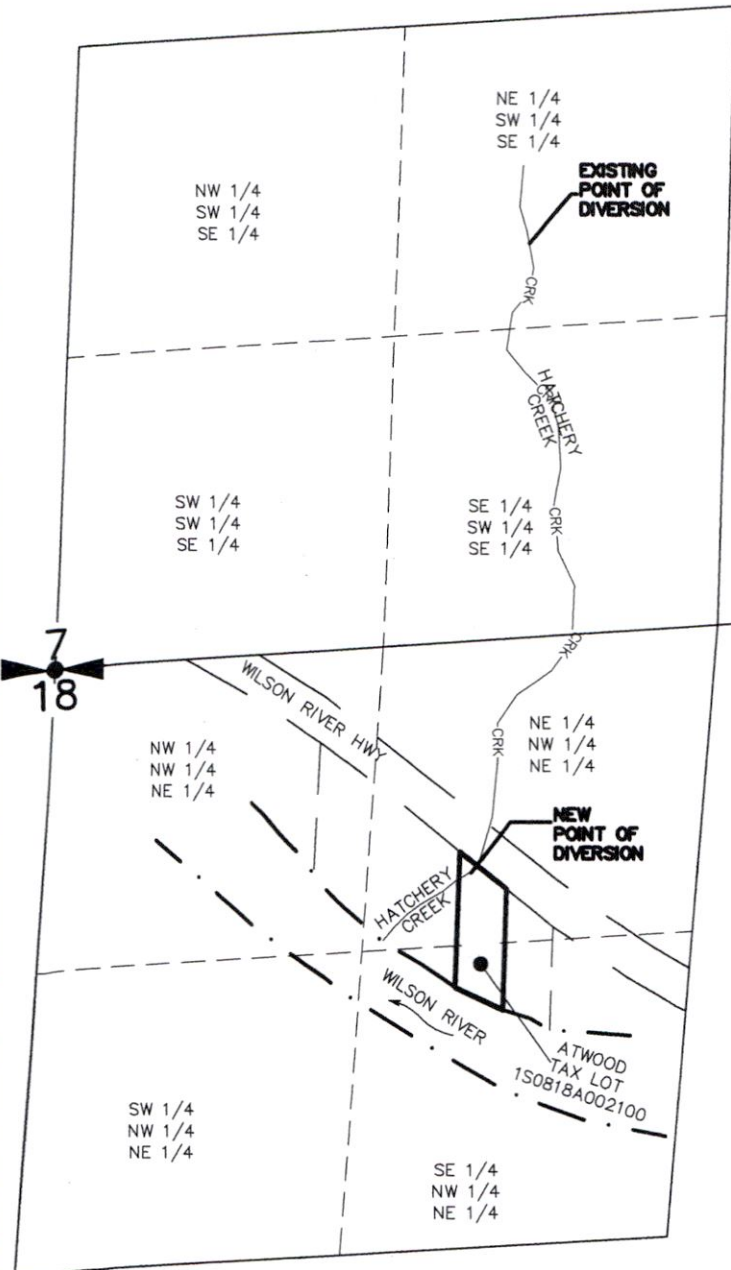 NE 1/4
SW 1/4
SE 1/4
EXISTING
POINT OF
DIVERSION
NW 1/4
SW 1/4
SE 1/4
CRK
HATCHERY
CREEK
CRK
SW 1/4
SW 1/4
SE 1/4
SE 1/4
SW 1/4
SE 1/4
CRK
7
18
CRK
WILSON RIVER HWY
NW 1/4
NW 1/4
NE 1/4
NE 1/4
NW 1/4
NE 1/4
CRK
NEW
POINT OF
DIVERSION
HATCHERY
CREEK
WILSON RIVER
ATWOOD
TAX LOT
1S0818A002100
SW 1/4
NW 1/4
NE 1/4
SE 1/4
NW 1/4
NE 1/4